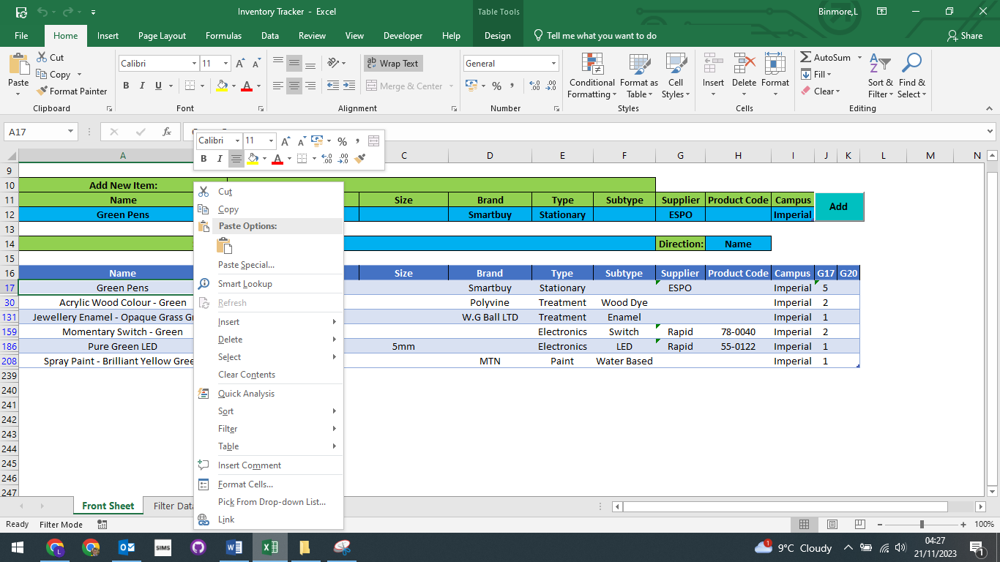 Inventory Tracker - Excel
Table Tools
Binmore,L
File Home Insert Page Layout Formulas Data Review View Developer Help Design Tell me what you want to do Share
Cut
Copy
Format Painter
Paste
Clipboard
Calibri 11
B I U
Font
ab Wrap Text
Merge & Center
Alignment
General
% ,
Number
Conditional Formatting
Format as Table
Cell Styles
Styles
Insert Delete Format
Cells
AutoSum
Fill
Clear
Sort & Filter
Find & Select
Editing
A17
fx
Calibri 11 A A % ,
B I A
A C D E F G H I J K L M N
9
10 Add New Item:
11 Name Size Brand Type Subtype Supplier Product Code Campus Add
12 Green Pens Smartbuy Stationary ESPO Imperial
13
14 Direction: Name
15
16 Name Size Brand Type Subtype Supplier Product Code Campus G17 G20
17 Green Pens Smartbuy Stationary ESPO Imperial 5
30 Acrylic Wood Colour - Green Polyvine Treatment Wood Dye Imperial 2
131 Jewellery Enamel - Opaque Grass Gr W.G Ball LTD Treatment Enamel Imperial 1
159 Momentary Switch - Green Electronics Switch Rapid 78-0040 Imperial 2
186 Pure Green LED 5mm Electronics LED Rapid 55-0122 Imperial 1
208 Spray Paint - Brilliant Yellow Gree MTN Paint Water Based Imperial 1
239
240
241
242
243
244
245
246
247
Cut
Copy
Paste Options:
Paste Special...
Smart Lookup
Refresh
Insert
Delete
Select
Clear Contents
Quick Analysis
Sort
Filter
Table
Insert Comment
Format Cells...
Pick From Drop-down List...
Link
Front Sheet Filter Data
Ready Filter Mode 100%
L SIMS 9°C Cloudy 04:27
21/11/2023
1